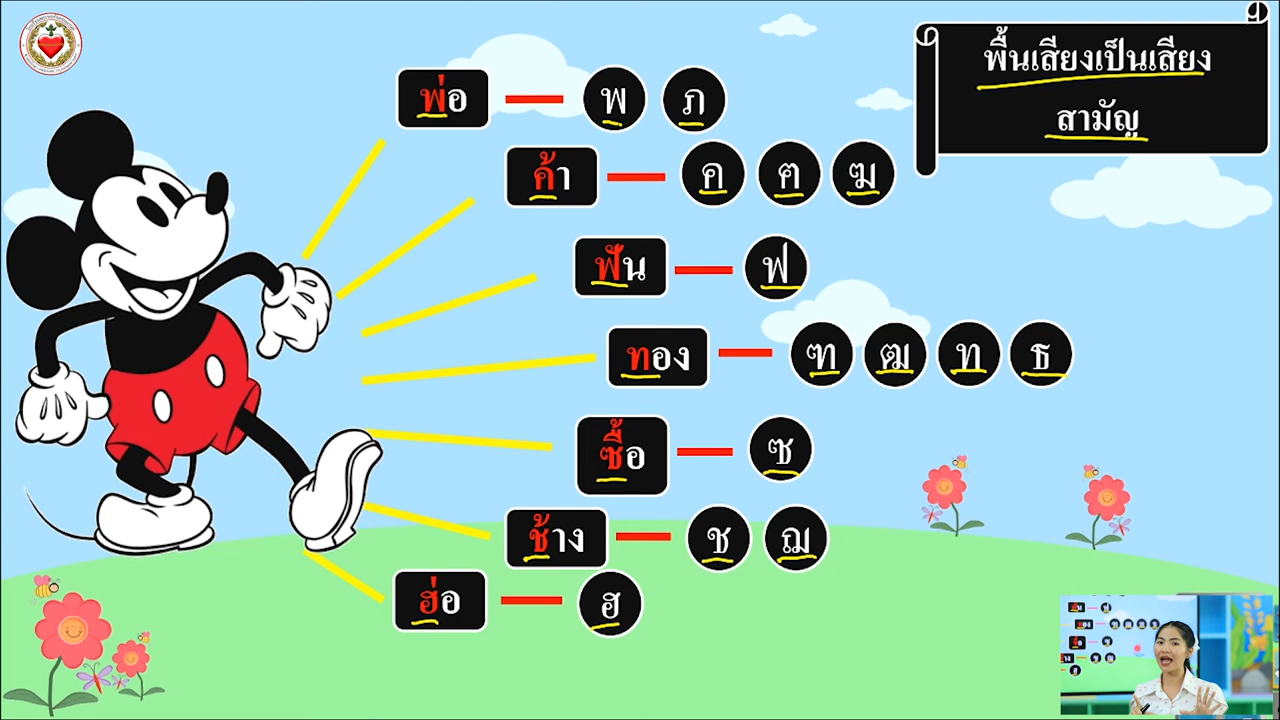 พื้นเสียงเป็นเสียง
สามัญ
พ่อ พ ภ
ค้า ค ฅ ฆ
ฟัน ฟ
ทอง ฑ ฒ ท ธ
ซื้อ ซ
ช้าง ช ฌ
ฮ่อ ฮ